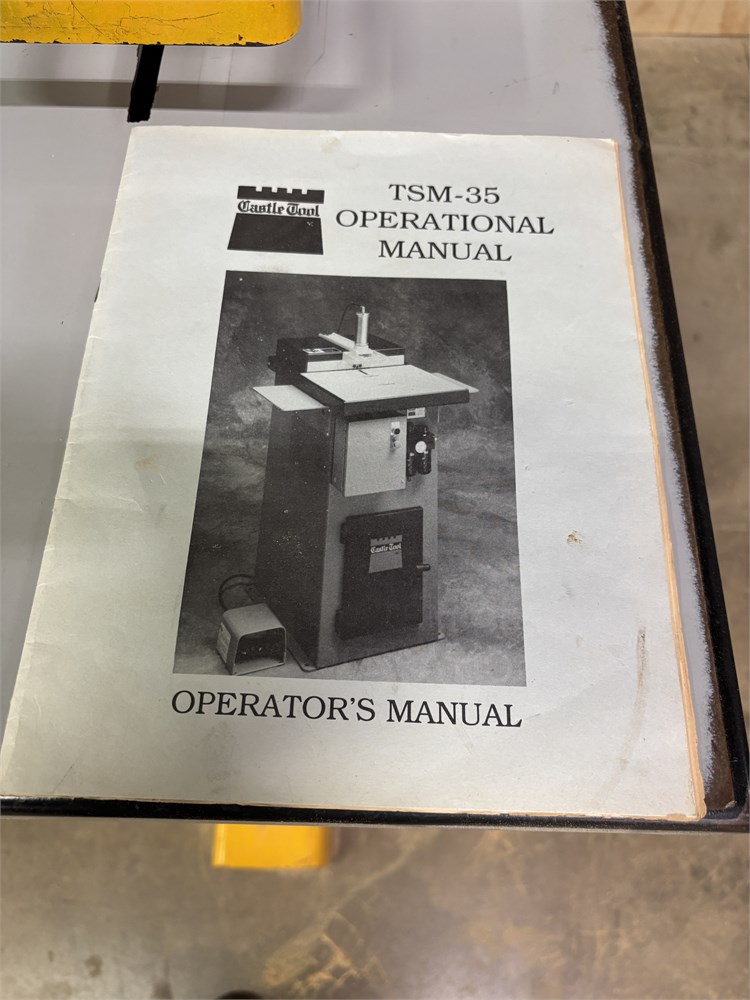 Castle Tool
TSM-35
OPERATIONAL
MANUAL
Castle Tool
OPERATOR'S MANUAL